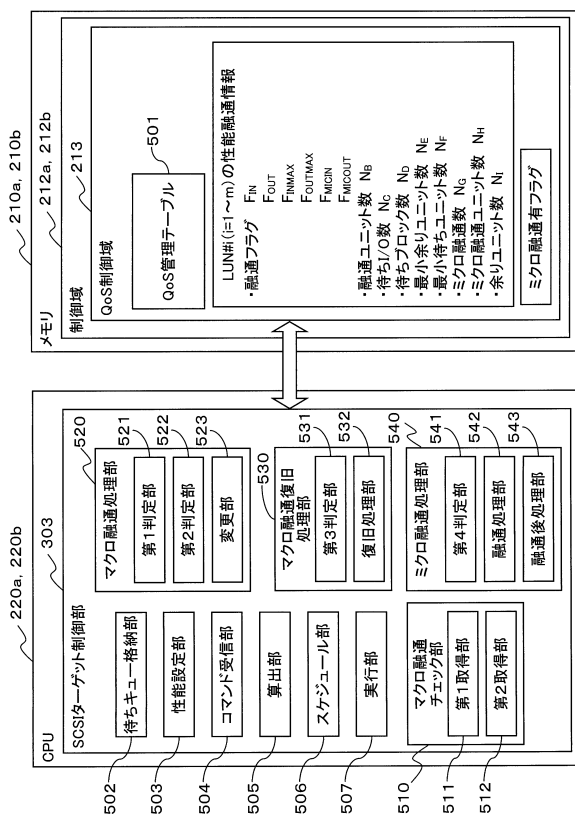 220a, 220b
CPU
303
SCSIターゲット制御部
502
待ちキュー格納部
503
性能設定部
504
コマンド受信部
505
算出部
506
スケジュール部
507
実行部
510
マクロ融通
チェック部
511
第1取得部
512
第2取得部
520
マクロ融通処理部
521
第1判定部
522
第2判定部
523
変更部
530
マクロ融通復旧
処理部
531
第3判定部
532
復旧処理部
540
ミクロ融通処理部
541
第4判定部
542
融通処理部
543
融通後処理部
210a, 210b
メモリ
212a, 212b
制御域
213
QoS制御域
501
QoS管理テーブル
LUN#i(i=1~m)の性能融通情報
・融通フラグ FIN
FOUT
FINMAX
FOUTMAX
FMICIN
FMICOUT
・融通ユニット数 NB
・待ちI/O数 NC
・待ちブロック数 ND
・最小余りユニット数 NE
・最小待ちユニット数 NF
・ミクロ融通数 NG
・ミクロ融通ユニット数 NH
・余りユニット数 NI
ミクロ融通有フラグ